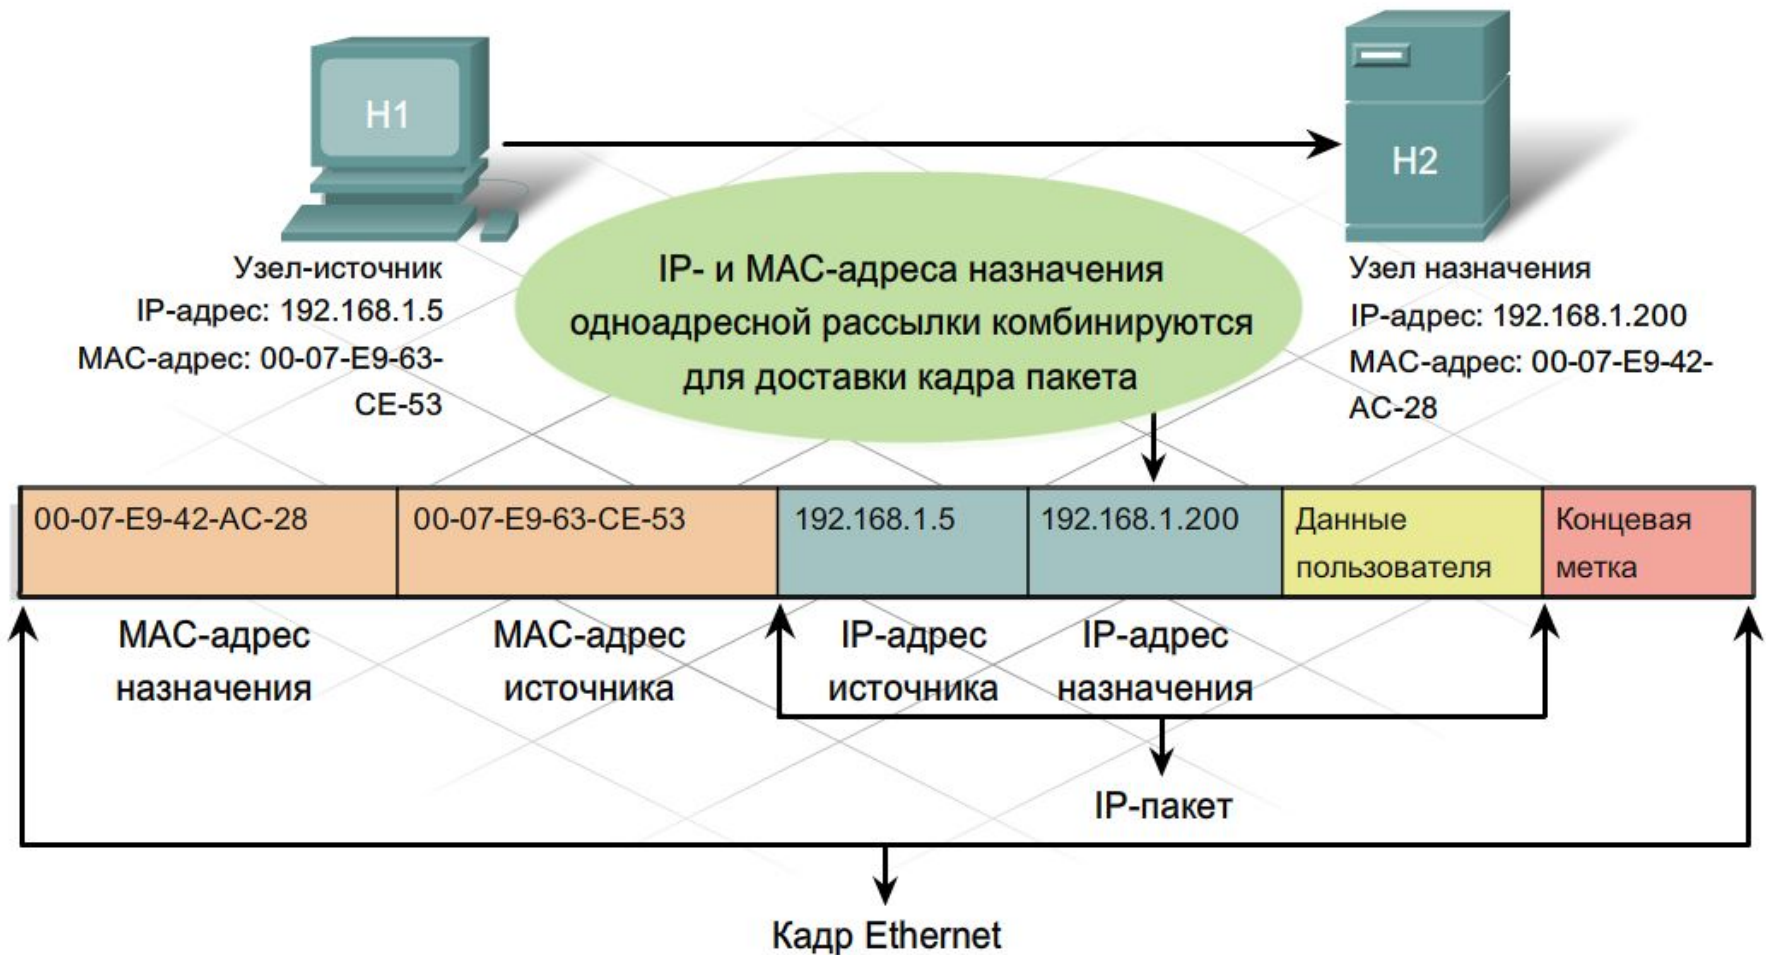 H1
H2
Узел-источник
IP-адрес: 192.168.1.5
MAC-адрес: 00-07-E9-63-
CE-53
IP- и MAC-адреса назначения
одноадресной рассылки комбинируются
для доставки кадра пакета
Узел назначения
IP-адрес: 192.168.1.200
MAC-адрес: 00-07-E9-42-
AC-28
00-07-E9-42-AC-28
00-07-E9-63-CE-53
192.168.1.5
192.168.1.200
Данные
пользователя
Концевая
метка
MAC-адрес
назначения
MAC-адрес
источника
IP-адрес
источника
IP-адрес
назначения
IP-пакет
Кадр Ethernet